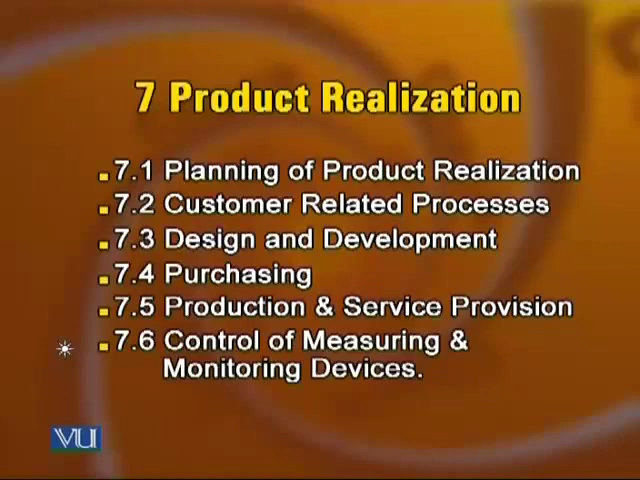 7 Product Realization
7.1 Planning of Product Realization
7.2 Customer Related Processes
7.3 Design and Development
7.4 Purchasing
7.5 Production & Service Provision
7.6 Control of Measuring &
Monitoring Devices.
VU